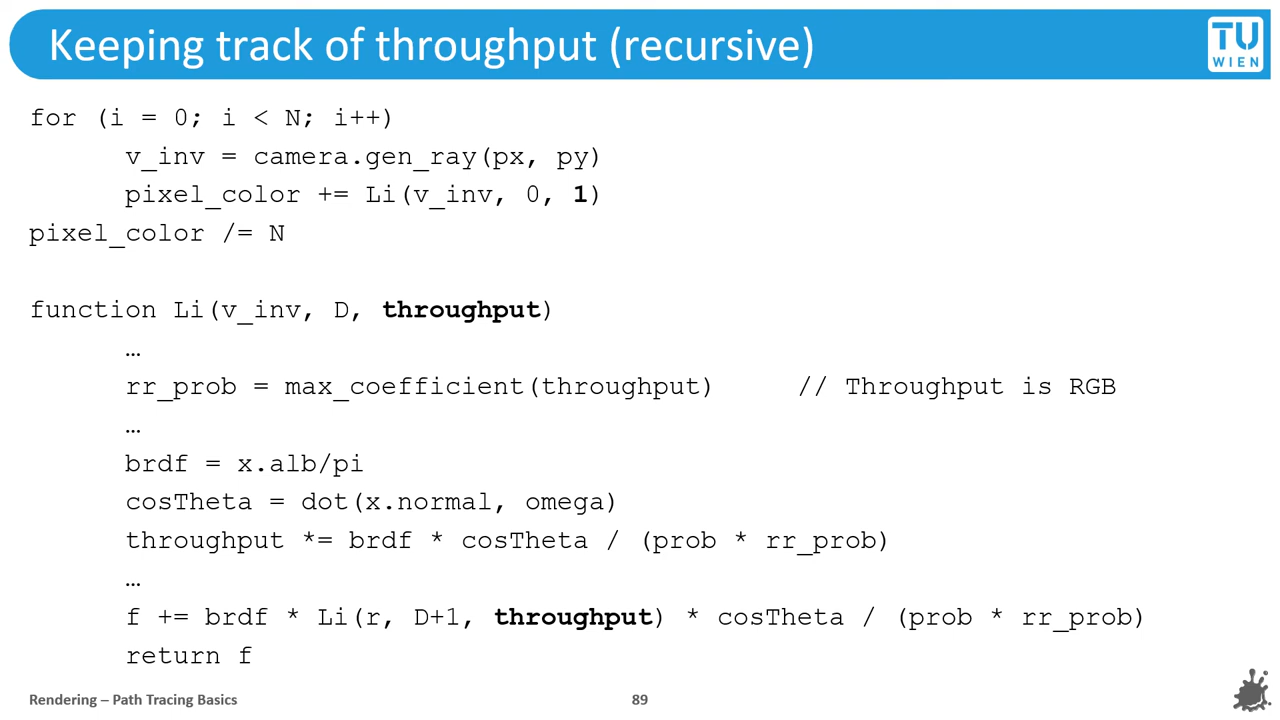 Keeping track of throughput (recursive)
TU
WIEN
for (i = 0; i < N; i++)
v_inv = camera.gen_ray(px, py)
pixel_color += Li(v_inv, 0, 1)
pixel_color /= N
function Li(v_inv, D, throughput)
…
rr_prob = max_coefficient(throughput) // Throughput is RGB
…
brdf = x.alb/pi
cosTheta = dot(x.normal, omega)
throughput *= brdf * cosTheta / (prob * rr_prob)
…
f += brdf * Li(r, D+1, throughput) * cosTheta / (prob * rr_prob)
return f
Rendering – Path Tracing Basics 89